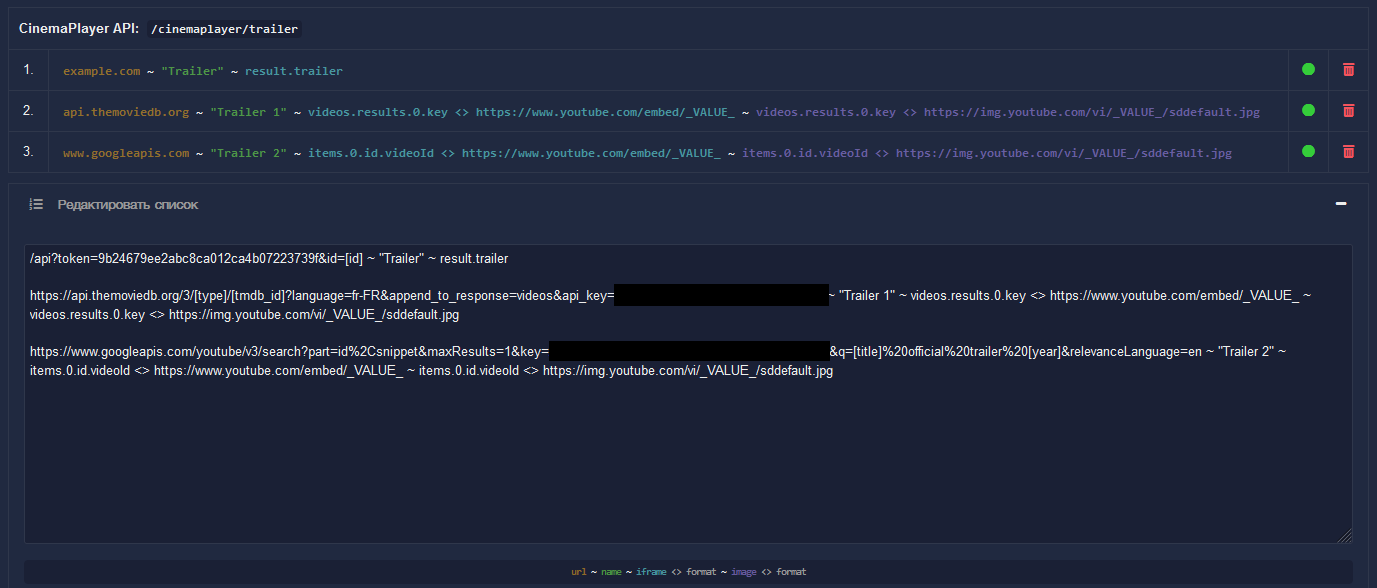 CinemaPlayer API: /cinemaplayer/trailer
1. example.com ~ "Trailer" ~ result.trailer
2. api.themoviedb.org ~ "Trailer 1" ~ videos.results.0.key <> https://www.youtube.com/embed/_VALUE_ ~ videos.results.0.key <> https://img.youtube.com/vi/_VALUE_/sddefault.jpg
3. www.googleapis.com ~ "Trailer 2" ~ items.0.id.videoId <> https://www.youtube.com/embed/_VALUE_ ~ items.0.id.videoId <> https://img.youtube.com/vi/_VALUE_/sddefault.jpg
Редактировать список
/api?token=9b24679ee2abc8ca012ca4b07223739f&id=[id] ~ "Trailer" ~ result.trailer
https://api.themoviedb.org/3/[type]/[tmdb_id]?language=fr-FR&append_to_response=videos&api_key= ~ "Trailer 1" ~ videos.results.0.key <> https://www.youtube.com/embed/_VALUE_ ~
videos.results.0.key <> https://img.youtube.com/vi/_VALUE_/sddefault.jpg
https://www.googleapis.com/youtube/v3/search?part=id%2Csnippet&maxResults=1&key= &q=[title]%20official%20trailer%20[year]&relevanceLanguage=en ~ "Trailer 2" ~
items.0.id.videoId <> https://www.youtube.com/embed/_VALUE_ ~ items.0.id.videoId <> https://img.youtube.com/vi/_VALUE_/sddefault.jpg
url ~ name ~ iframe <> format ~ image <> format